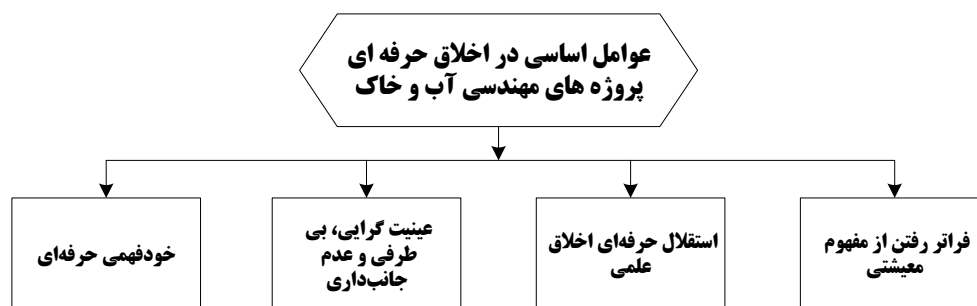 عوامل اساسی در اخلاق حرفه ای
پروژه های مهندسی آب و خاک
فراتر رفتن از مفهوم
معیشتی
استقلال حرفه‌ای اخلاق
علمی
عینیت گرایی، بی
طرفی و عدم
جانب‌داری
خودفهمی حرفه‌ای